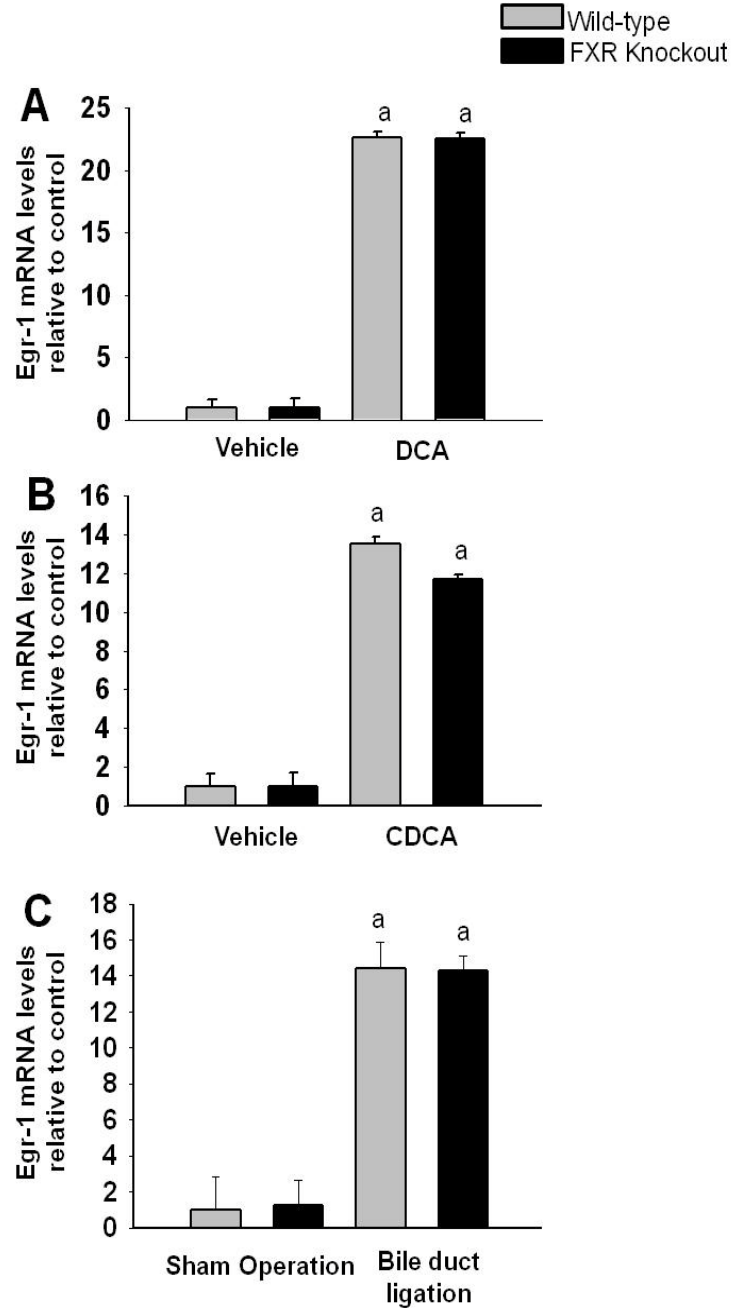 Wild-type
FXR Knockout
A
Egr-1 mRNA levels
relative to control
25
20
15
10
5
0
a
a
Vehicle
DCA
B
Egr-1 mRNA levels
relative to control
16
14
12
10
8
6
4
2
0
a
a
Vehicle
CDCA
C
Egr-1 mRNA levels
relative to control
18
16
14
12
10
8
6
4
2
0
a
a
Sham Operation
Bile duct
ligation